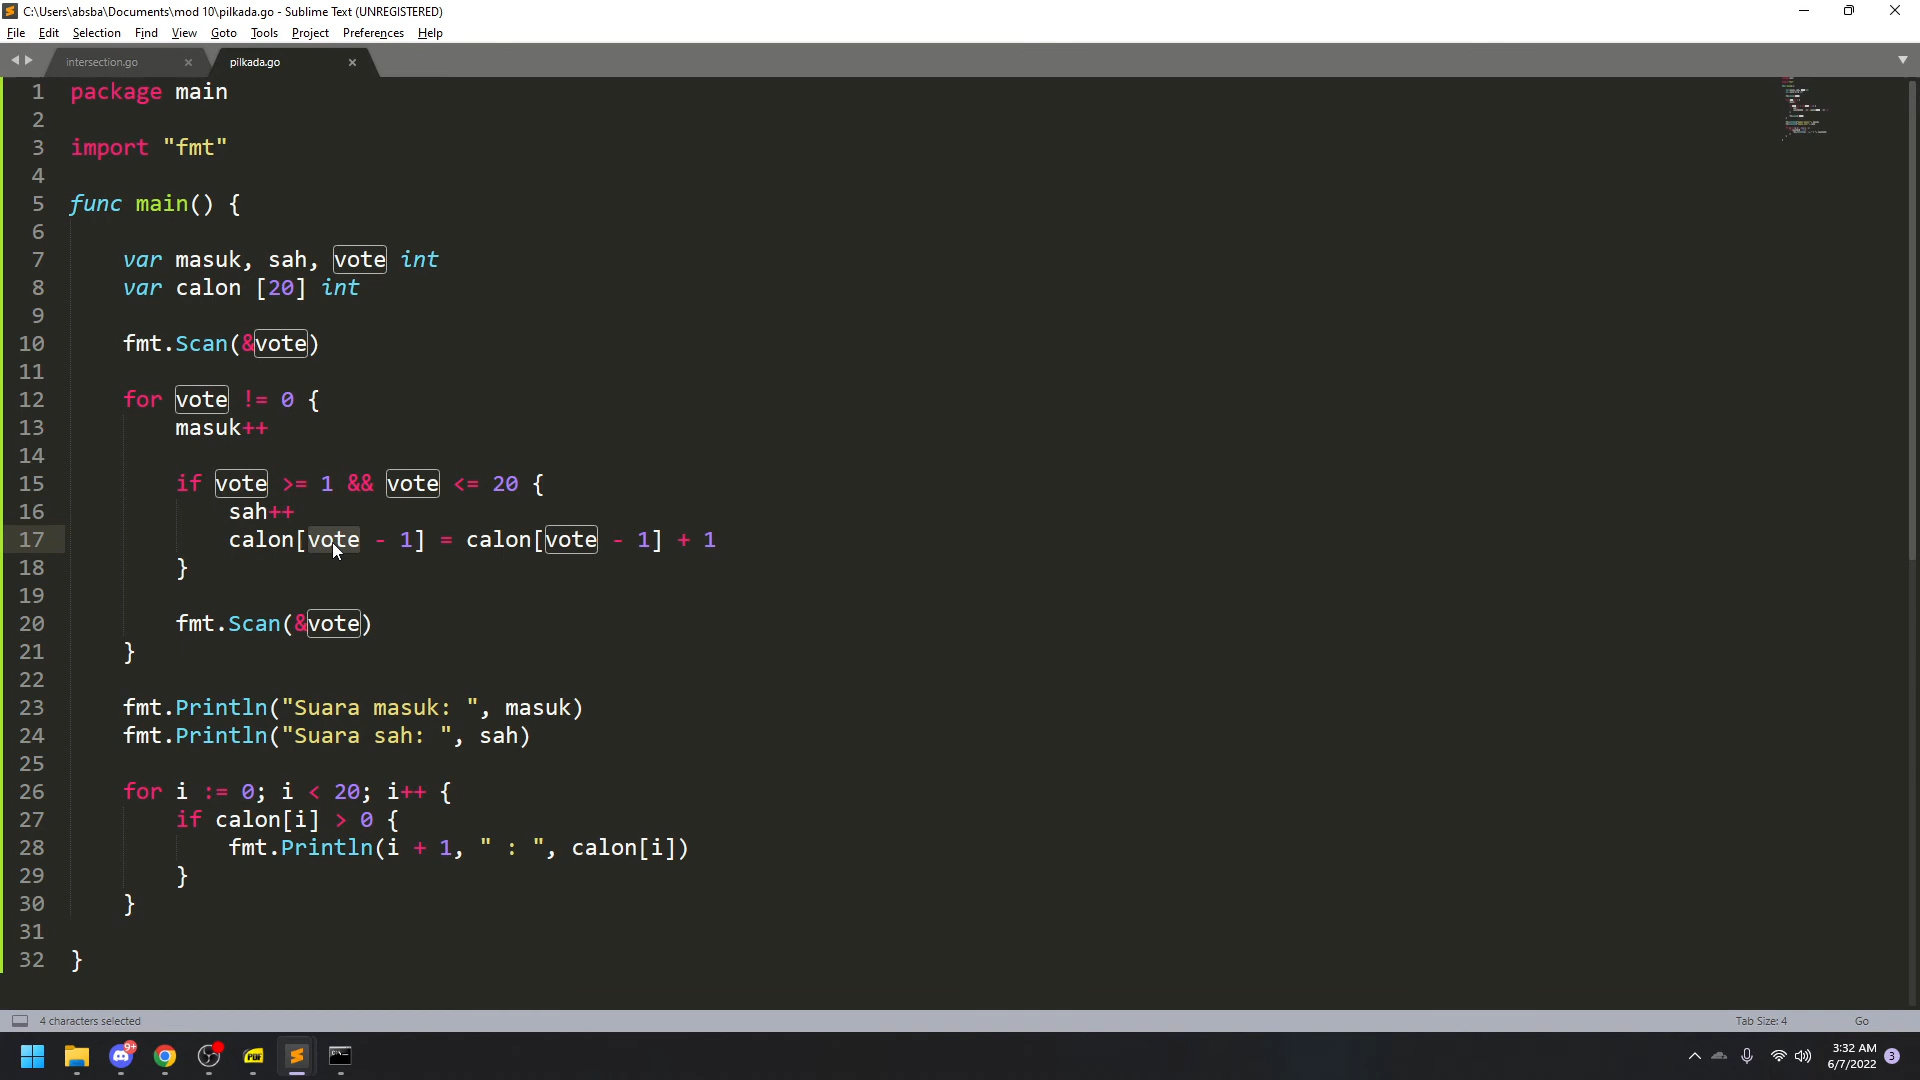 C:\Users\absba\Documents\mod 10\pilkada.go - Sublime Text (UNREGISTERED)
File Edit Selection Find View Goto Tools Project Preferences Help
intersection.go pilkada.go
1 package main
2
3 import "fmt"
4
5 func main() {
6
7 var masuk, sah, vote int
8 var calon [20] int
9
10 fmt.Scan(&vote)
11
12 for vote != 0 {
13 masuk++
14
15 if vote >= 1 && vote <= 20 {
16 sah++
17 calon[vote - 1] = calon[vote - 1] + 1
18 }
19
20 fmt.Scan(&vote)
21 }
22
23 fmt.Println("Suara masuk: ", masuk)
24 fmt.Println("Suara sah: ", sah)
25
26 for i := 0; i < 20; i++ {
27 if calon[i] > 0 {
28 fmt.Println(i + 1, " : ", calon[i])
29 }
30 }
31
32 }
4 characters selected Tab Size: 4 Go
9+ PDF 3:32 AM 3
6/7/2022